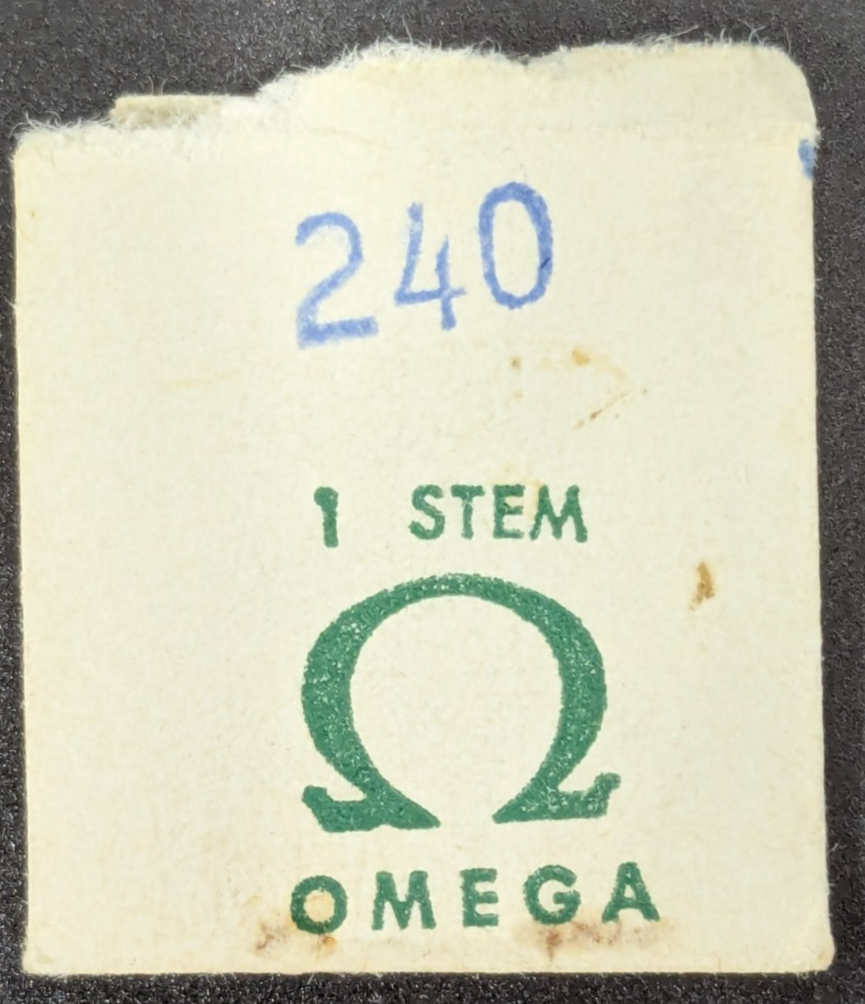 240
1 STEM
Ω
OMEGA